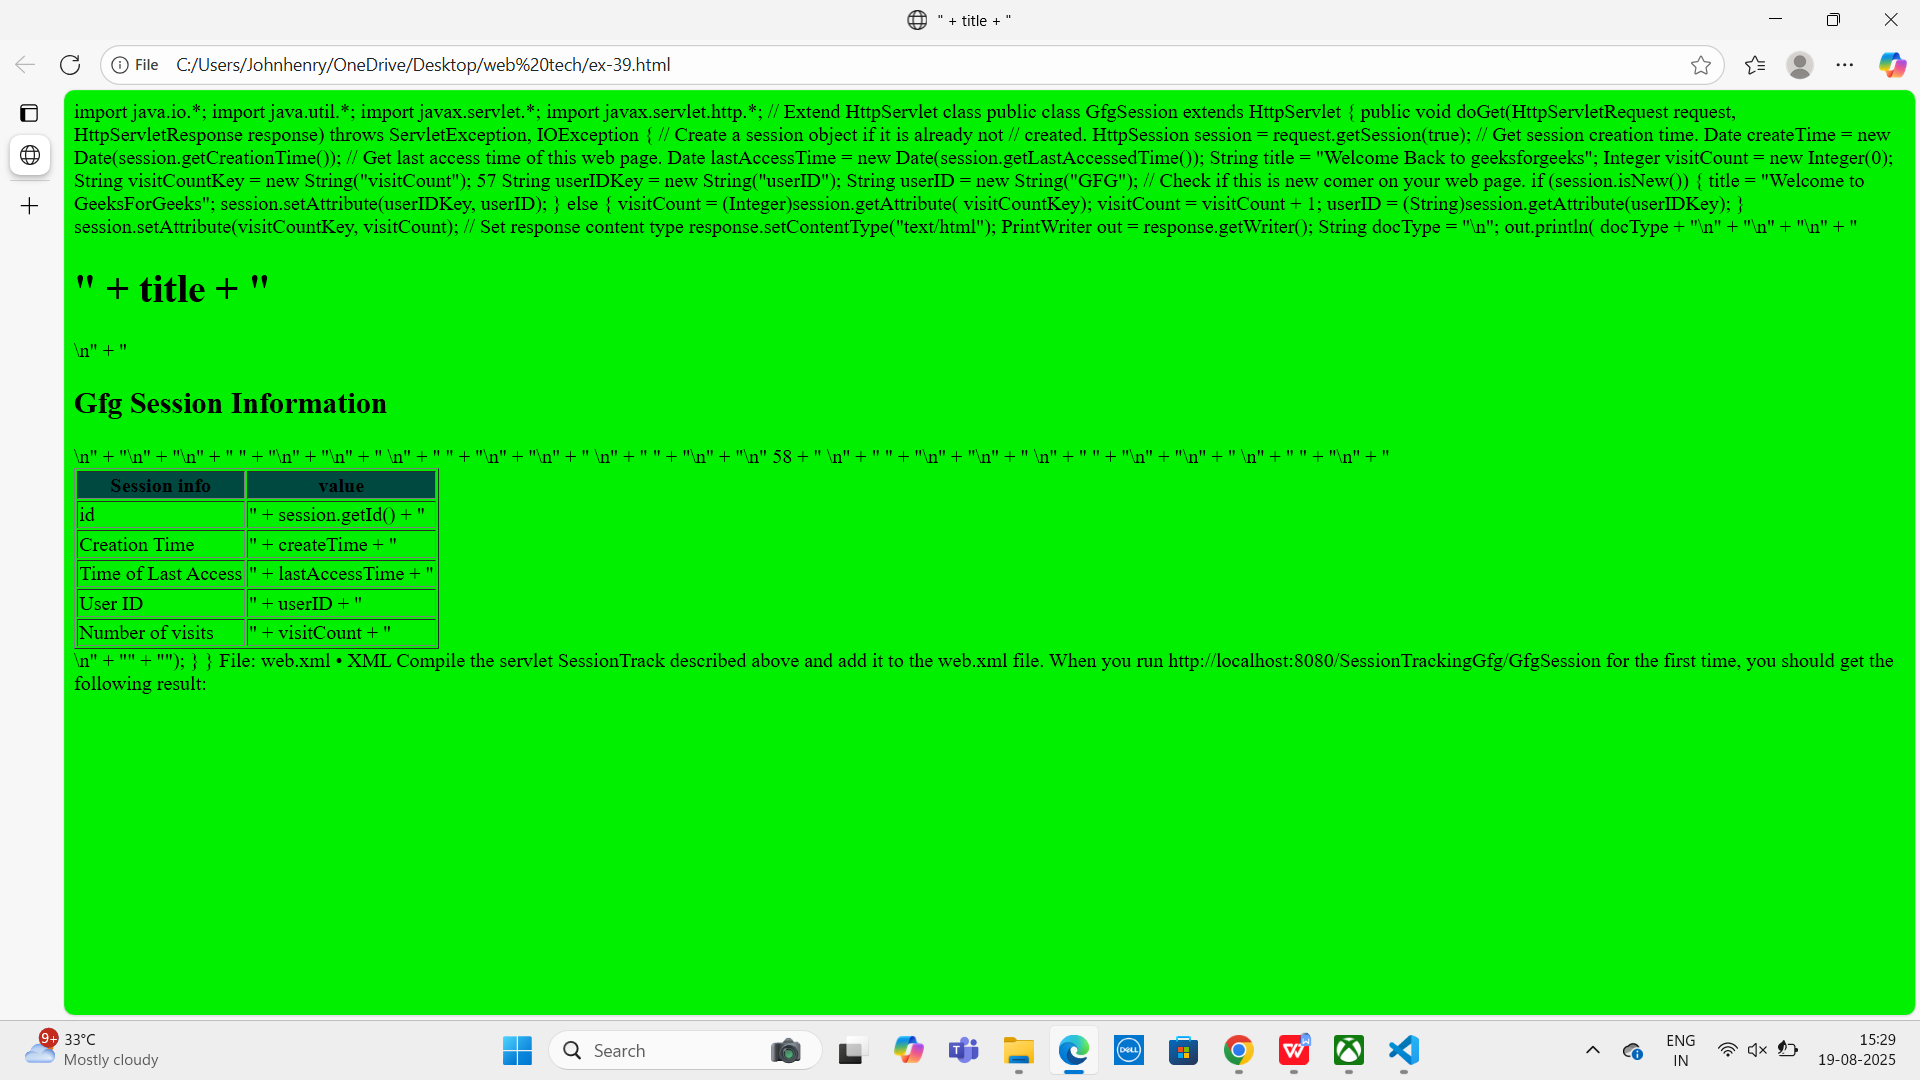 " + title + "
File
C:/Users/Johnhenry/OneDrive/Desktop/web%20tech/ex-39.html
import java.io.*; import java.util.*; import javax.servlet.*; import javax.servlet.http.*; // Extend HttpServlet class public class GfgSession extends HttpServlet { public void doGet(HttpServletRequest request,
HttpServletResponse response) throws ServletException, IOException { // Create a session object if it is already not // created. HttpSession session = request.getSession(true); // Get session creation time. Date createTime = new
Date(session.getCreationTime()); // Get last access time of this web page. Date lastAccessTime = new Date(session.getLastAccessedTime()); String title = "Welcome Back to geeksforgeeks"; Integer visitCount = new Integer(0);
String visitCountKey = new String("visitCount"); 57 String userIDKey = new String("userID"); String userID = new String("GFG"); // Check if this is new comer on your web page. if (session.isNew()) { title = "Welcome to
GeeksForGeeks"; session.setAttribute(userIDKey, userID); } else { visitCount = (Integer)session.getAttribute( visitCountKey); visitCount = visitCount + 1; userID = (String)session.getAttribute(userIDKey); }
session.setAttribute(visitCountKey, visitCount); // Set response content type response.setContentType("text/html"); PrintWriter out = response.getWriter(); String docType = "\n"; out.println( docType + "\n" + "\n" + "\n" + "
" + title + "
\n" + "
Gfg Session Information
\n" + "\n" + "\n" + " " + "\n" + "\n" + " \n" + " " + "\n" + "\n" + " \n" + " " + "\n" + "\n" 58 + " \n" + " " + "\n" + "\n" + " \n" + " " + "\n" + "\n" + " \n" + " " + "\n" + "
Session info value
id " + session.getId() + "
Creation Time " + createTime + "
Time of Last Access " + lastAccessTime + "
User ID " + userID + "
Number of visits " + visitCount + "
\n" + "" + ""); } } File: web.xml • XML Compile the servlet SessionTrack described above and add it to the web.xml file. When you run http://localhost:8080/SessionTrackingGfg/GfgSession for the first time, you should get the
following result:
9+
33°C
Mostly cloudy
Search
DELL
W
ENG
IN
15:29
19-08-2025